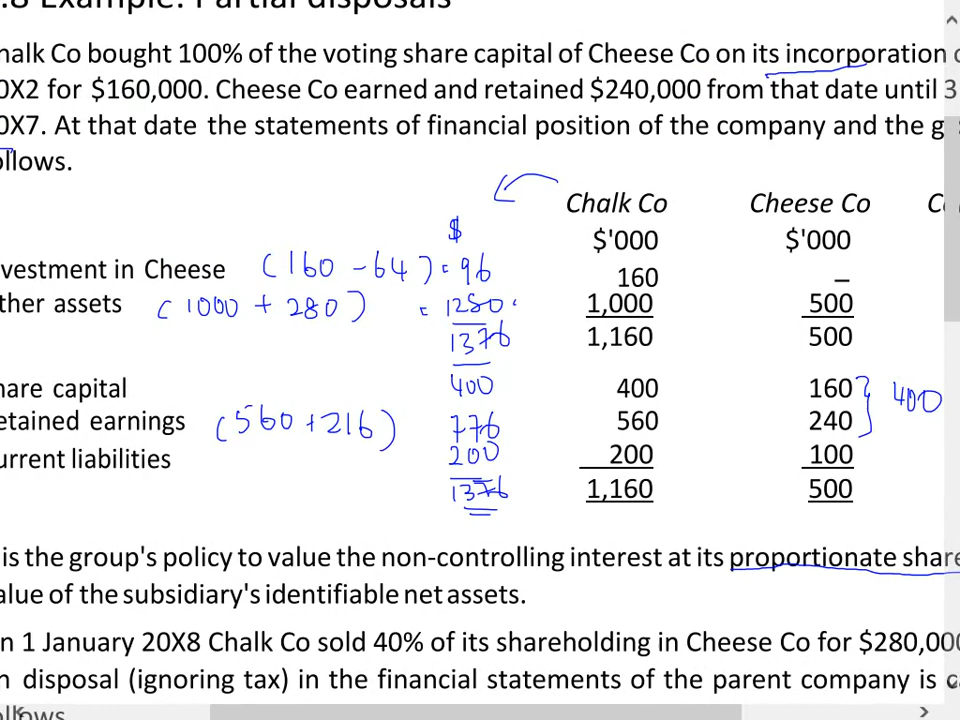 .8 Example: Partial disposals
halk Co bought 100% of the voting share capital of Cheese Co on its incorporation
0X2 for $160,000. Cheese Co earned and retained $240,000 from that date until 3
0X7. At that date the statements of financial position of the company and the g
ollows.
Chalk Co Cheese Co
$ $'000 $'000
nvestment in Cheese (160 - 64) = 96 160 –
ther assets (1000 + 280) = 1280 1,000 500
1376 1,160 500
hare capital 400 400 160 } 400
etained earnings (560 + 216) 776 560 240
urrent liabilities 200 200 100
1376 1,160 500
is the group's policy to value the non-controlling interest at its proportionate share
alue of the subsidiary's identifiable net assets.
n 1 January 20X8 Chalk Co sold 40% of its shareholding in Cheese Co for $280,000
n disposal (ignoring tax) in the financial statements of the parent company is c
llows